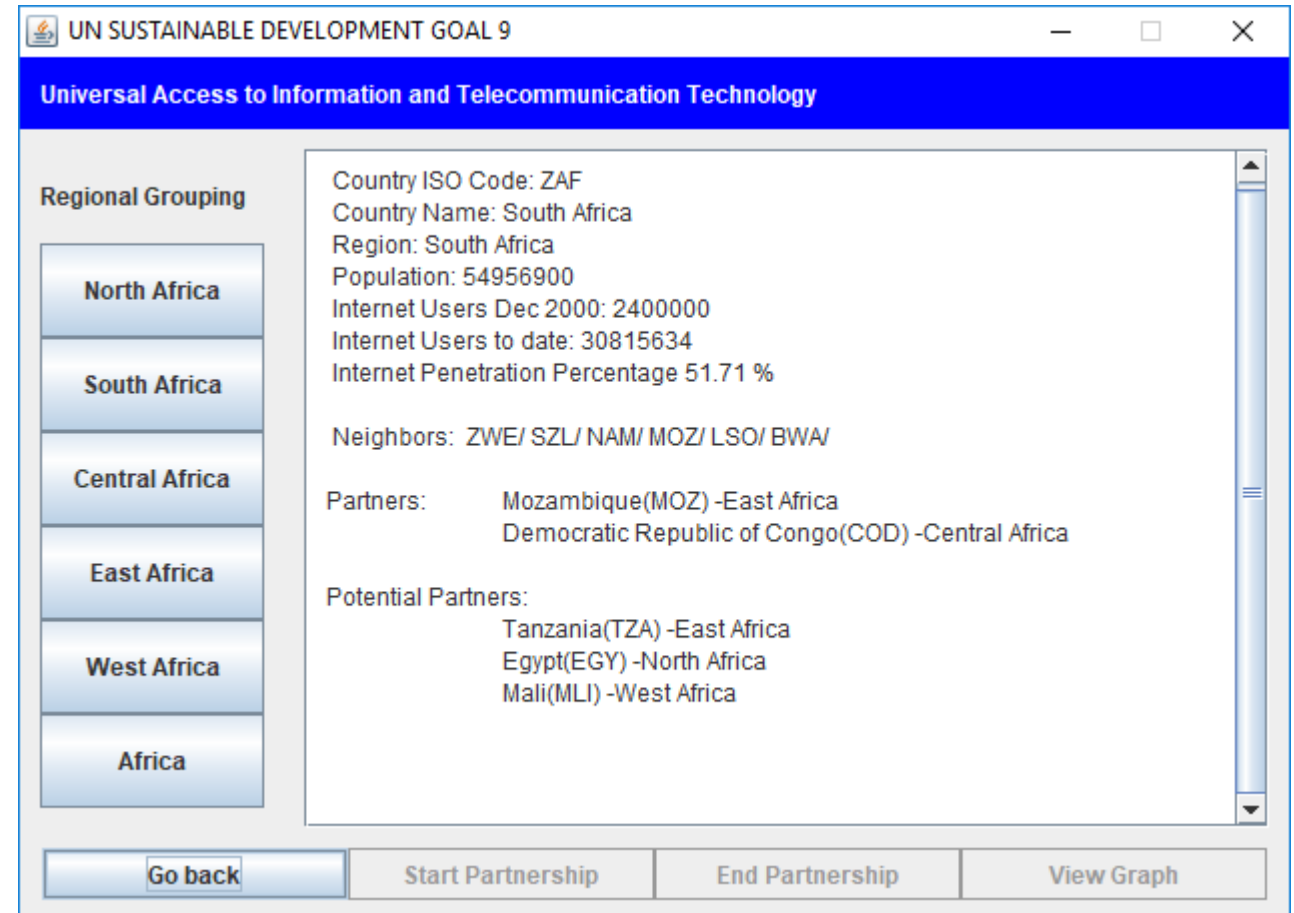 UN SUSTAINABLE DEVELOPMENT GOAL 9
Universal Access to Information and Telecommunication Technology
Regional Grouping
North Africa
South Africa
Central Africa
East Africa
West Africa
Africa
Country ISO Code: ZAF
Country Name: South Africa
Region: South Africa
Population: 54956900
Internet Users Dec 2000: 2400000
Internet Users to date: 30815634
Internet Penetration Percentage 51.71 %
Neighbors: ZWE/ SZL/ NAM/ MOZ/ LSO/ BWA/
Partners: Mozambique(MOZ) -East Africa
Democratic Republic of Congo(COD) -Central Africa
Potential Partners:
Tanzania(TZA) -East Africa
Egypt(EGY) -North Africa
Mali(MLI) -West Africa
Go back Start Partnership End Partnership View Graph